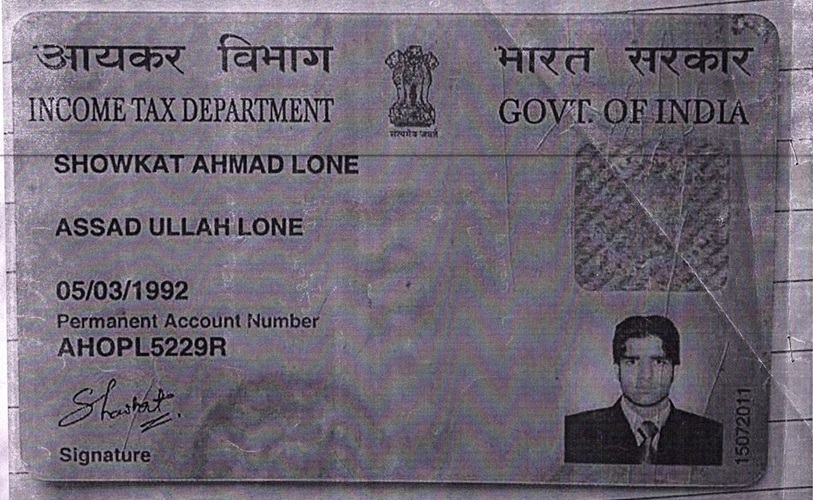 आयकर विभाग
भारत सरकार
INCOME TAX DEPARTMENT
GOVT. OF INDIA
सत्यमेव जयते
SHOWKAT AHMAD LONE
ASSAD ULLAH LONE
05/03/1992
Permanent Account Number
AHOPL5229R
Showkat.
Signature
15072011